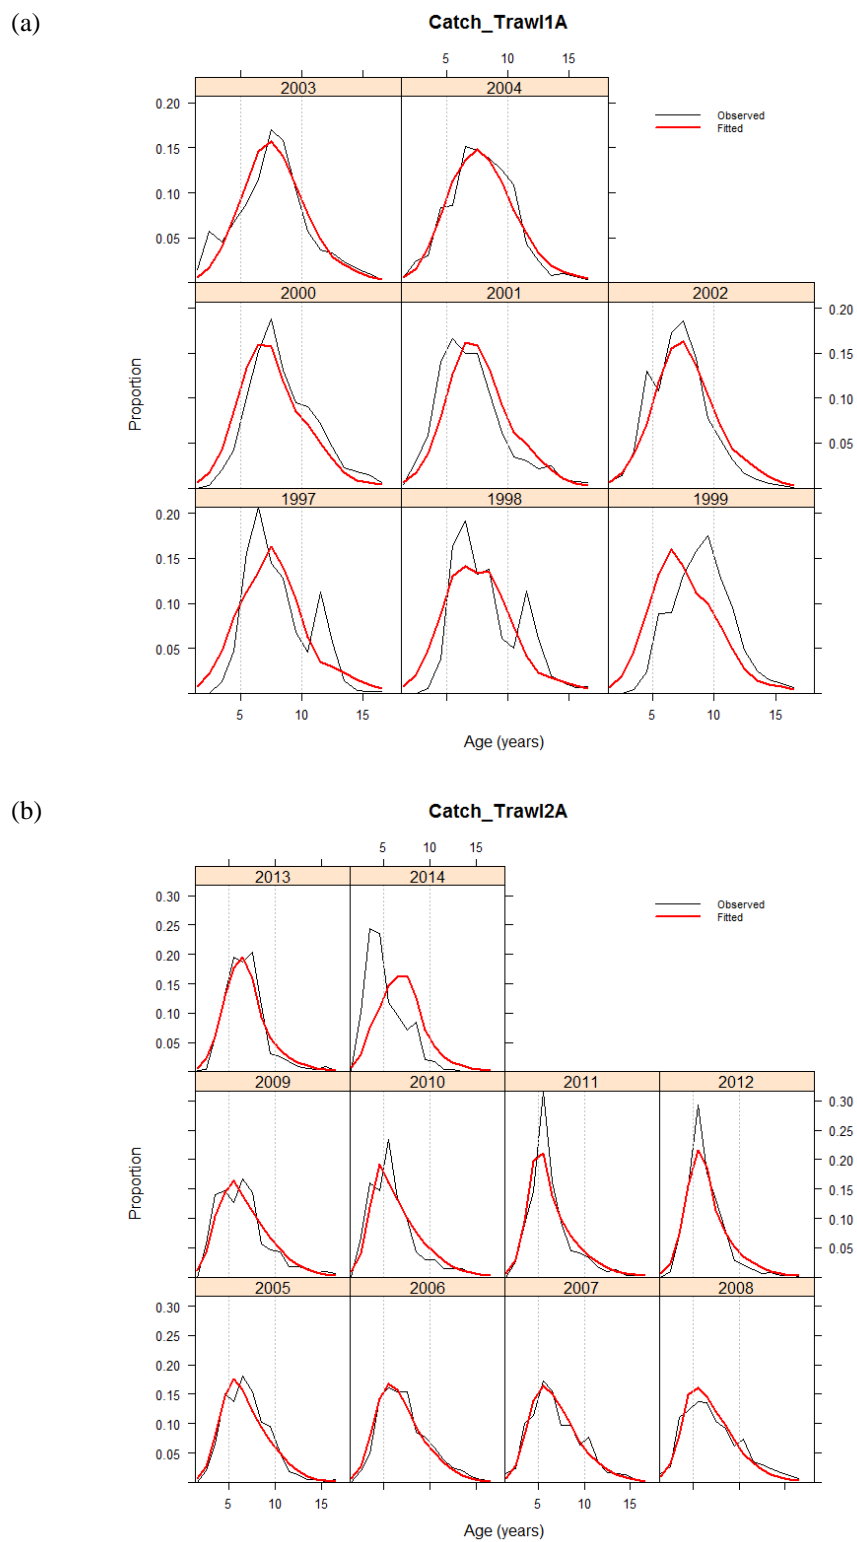 (a)
Catch_Trawl1A
5 10 15
2003 2004
Observed
Fitted
0.20
0.15
0.10
0.05
2000 2001 2002
0.20
0.15
0.10
0.05
Proportion
1997 1998 1999
0.20
0.15
0.10
0.05
5 10 15 5 10 15
Age (years)
(b)
Catch_Trawl2A
5 10 15
2013 2014
Observed
Fitted
0.30
0.25
0.20
0.15
0.10
0.05
2009 2010 2011 2012
0.30
0.25
0.20
0.15
0.10
0.05
Proportion
2005 2006 2007 2008
0.30
0.25
0.20
0.15
0.10
0.05
5 10 15 5 10 15
Age (years)